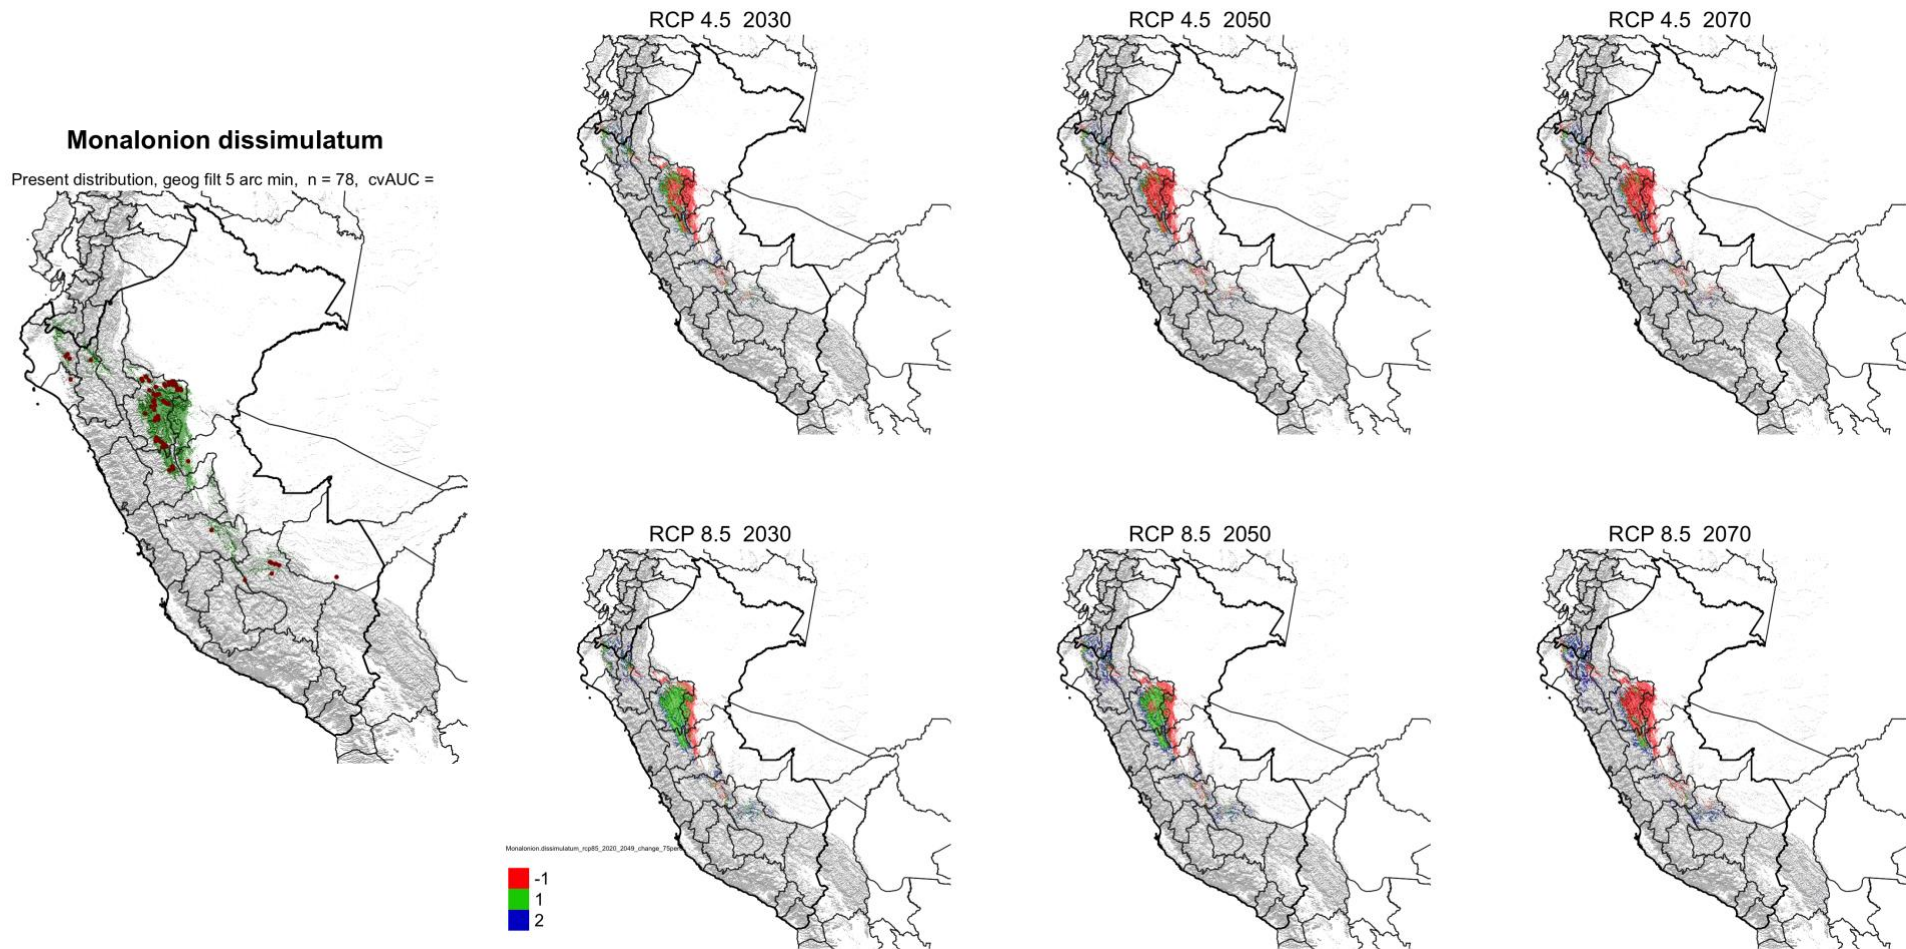 Monalonion dissimulatum
Present distribution, geog filt 5 arc min, n = 78, cvAUC =
RCP 4.5 2030
RCP 4.5 2050
RCP 4.5 2070
RCP 8.5 2030
RCP 8.5 2050
RCP 8.5 2070
Monalonion.dissimulatum_rcp85_2020_2049_change_75perc
-1
1
2